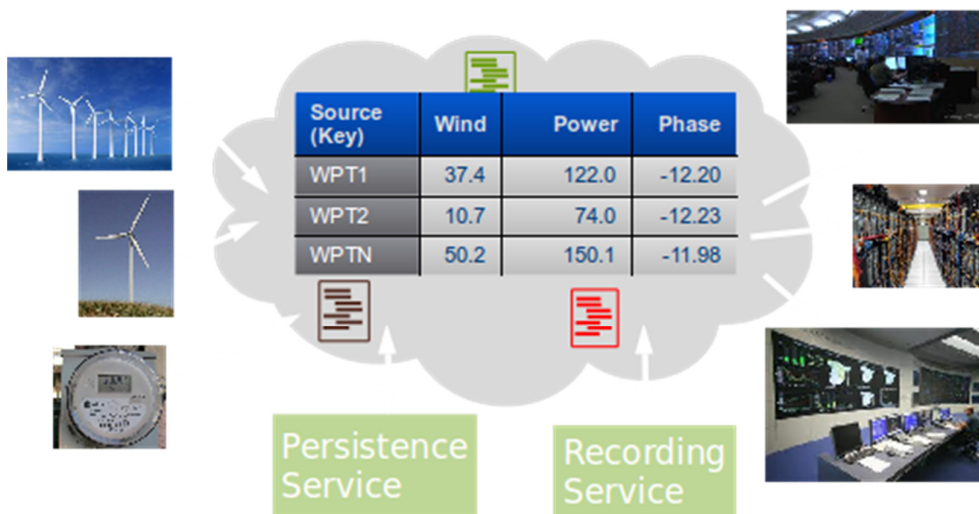 Source (Key) Wind Power Phase
WPT1 37.4 122.0 -12.20
WPT2 10.7 74.0 -12.23
WPTN 50.2 150.1 -11.98
Persistence
Service
Recording
Service